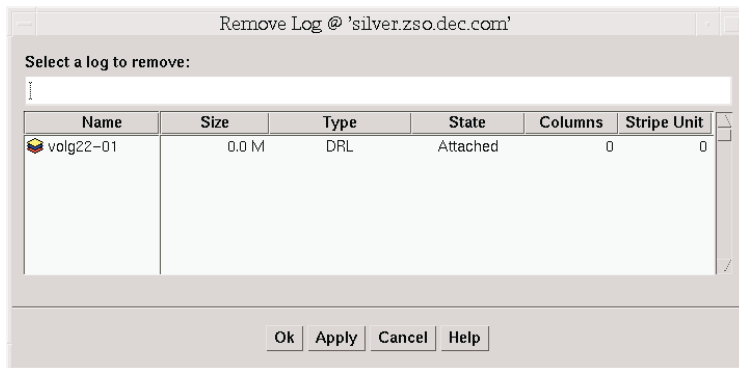 Remove Log @ 'silver.zso.dec.com'
Select a log to remove:
Name Size Type State Columns Stripe Unit
volg22-01 0.0 M DRL Attached 0 0
Ok Apply Cancel Help